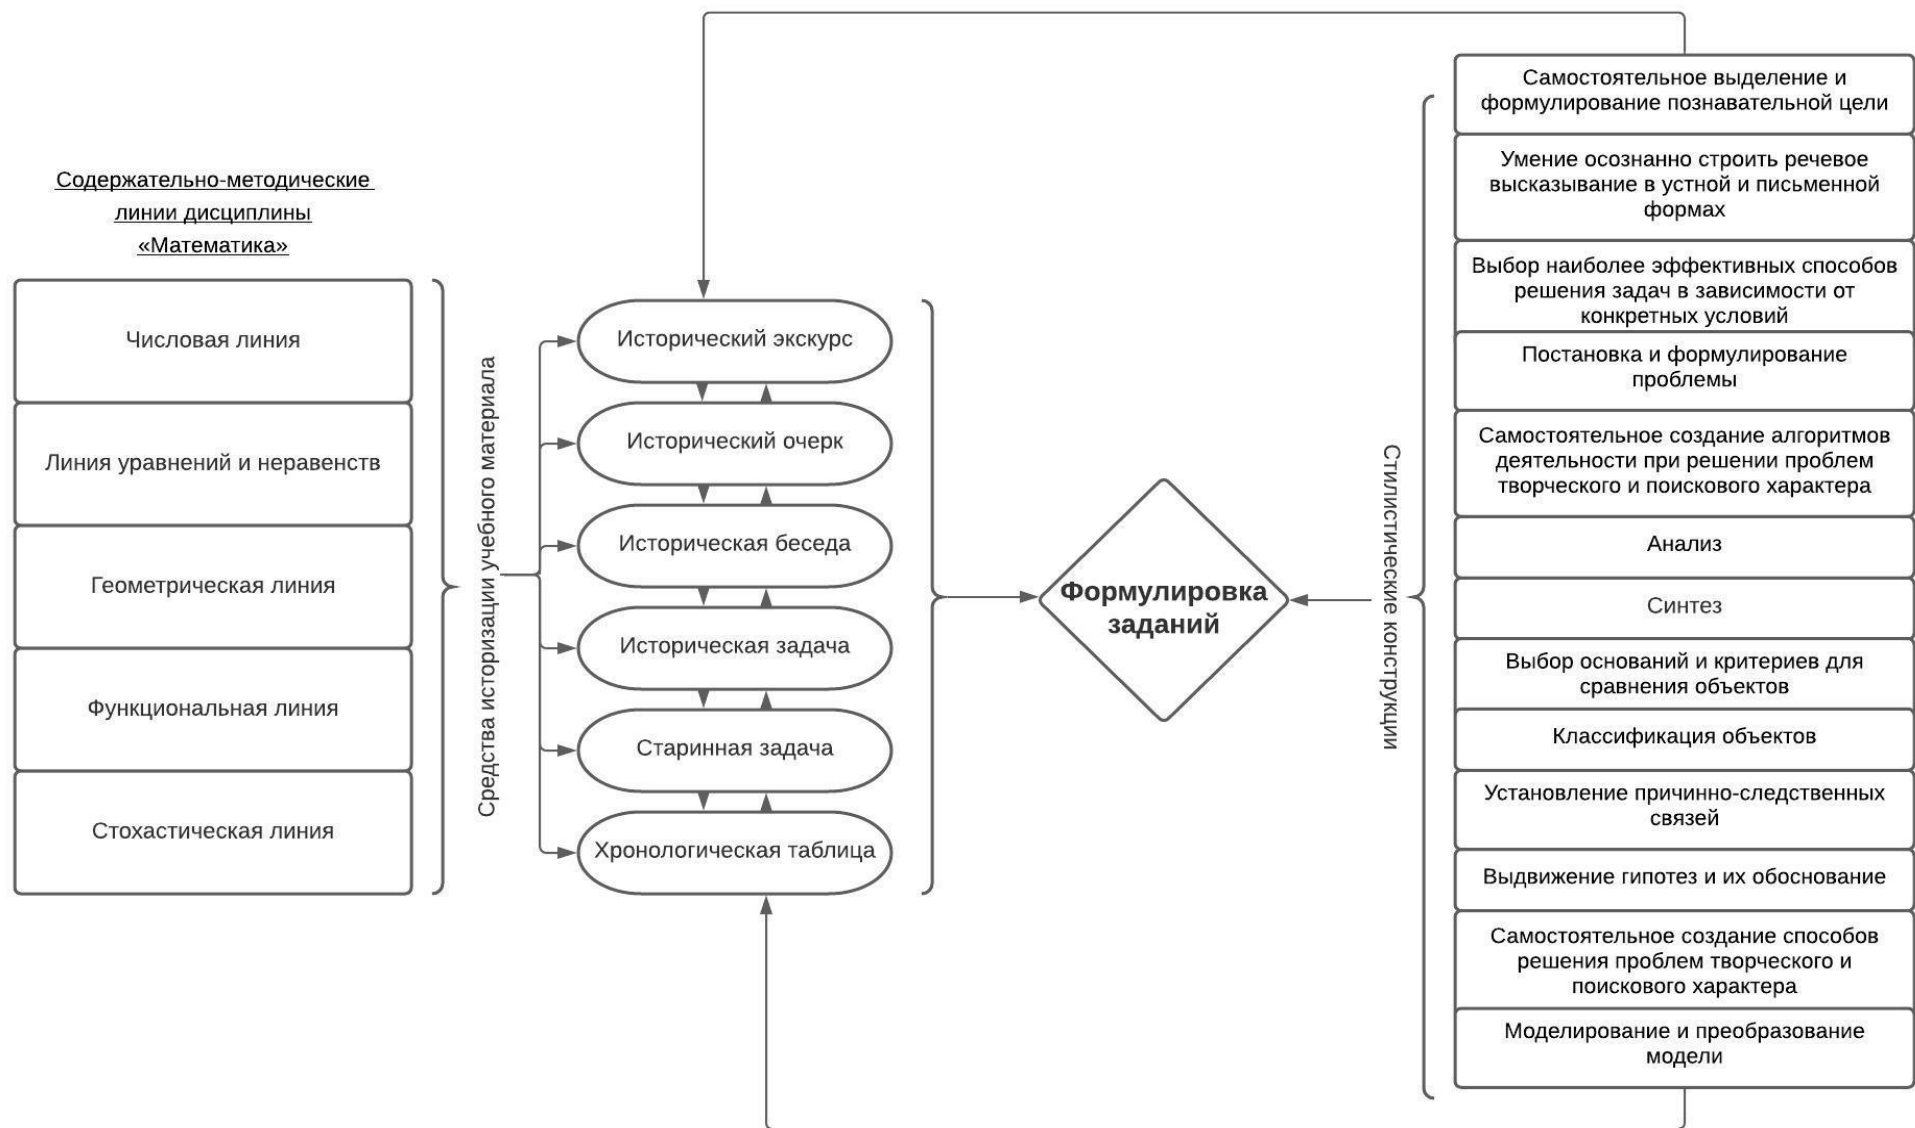 Содержательно-методические
линии дисциплины
«Математика»
Числовая линия
Линия уравнений и неравенств
Геометрическая линия
Функциональная линия
Стохастическая линия
Средства историзации учебного материала
Исторический экскурс
Исторический очерк
Историческая беседа
Историческая задача
Старинная задача
Хронологическая таблица
Формулировка
заданий
Стилистические конструкции
Самостоятельное выделение и
формулирование познавательной цели
Умение осознанно строить речевое
высказывание в устной и письменной
формах
Выбор наиболее эффективных способов
решения задач в зависимости от
конкретных условий
Постановка и формулирование
проблемы
Самостоятельное создание алгоритмов
деятельности при решении проблем
творческого и поискового характера
Анализ
Синтез
Выбор оснований и критериев для
сравнения объектов
Классификация объектов
Установление причинно-следственных
связей
Выдвижение гипотез и их обоснование
Самостоятельное создание способов
решения проблем творческого и
поискового характера
Моделирование и преобразование
модели